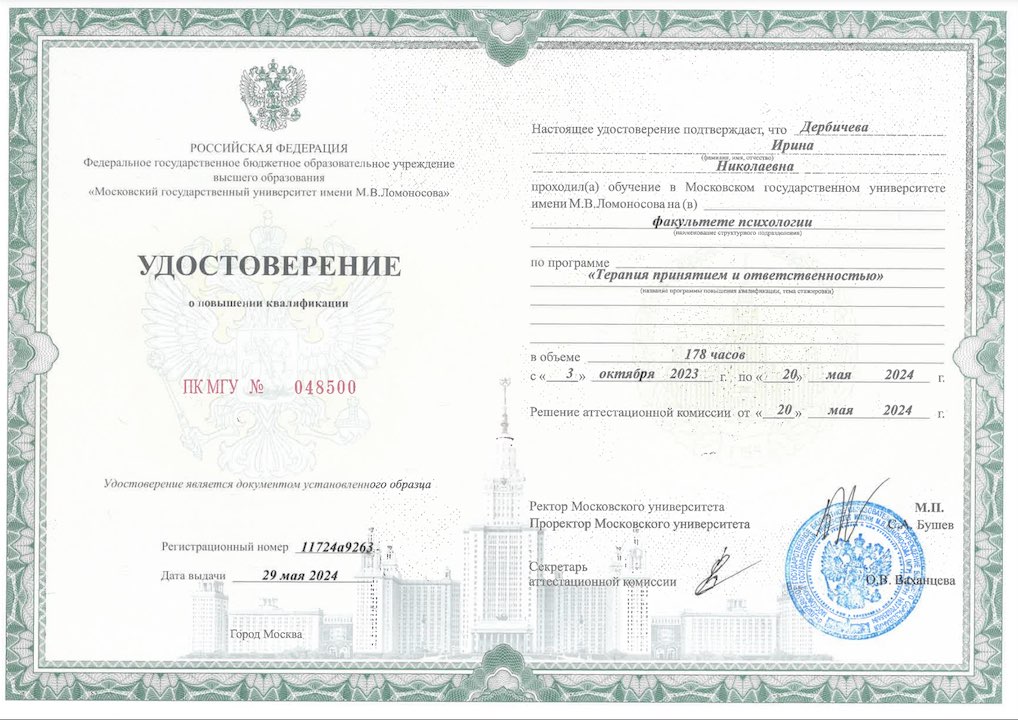 РОССИЙСКАЯ ФЕДЕРАЦИЯ
Федеральное государственное бюджетное образовательное учреждение
высшего образования
«Московский государственный университет имени М.В.Ломоносова»
УДОСТОВЕРЕНИЕ
о повышении квалификации
ПК МГУ № 048500
Удостоверение является документом установленного образца
Регистрационный номер 11724а9263
Дата выдачи 29 мая 2024
Город Москва
Настоящее удостоверение подтверждает, что Дербичева
Ирина
(фамилия, имя, отчество)
Николаевна
проходил(а) обучение в Московском государственном университете
имени М.В.Ломоносова на (в)
факультете психологии
(наименование структурного подразделения)
по программе
«Терапия принятием и ответственностью»
(название программы повышения квалификации, тема стажировки)
в объеме 178 часов
с «3» октября 2023 г. по «20» мая 2024 г.
Решение аттестационной комиссии от «20» мая 2024 г.
Ректор Московского университета М.П.
Проректор Московского университета С.А. Бушев
Секретарь
аттестационной комиссии О.В. Ваханцева